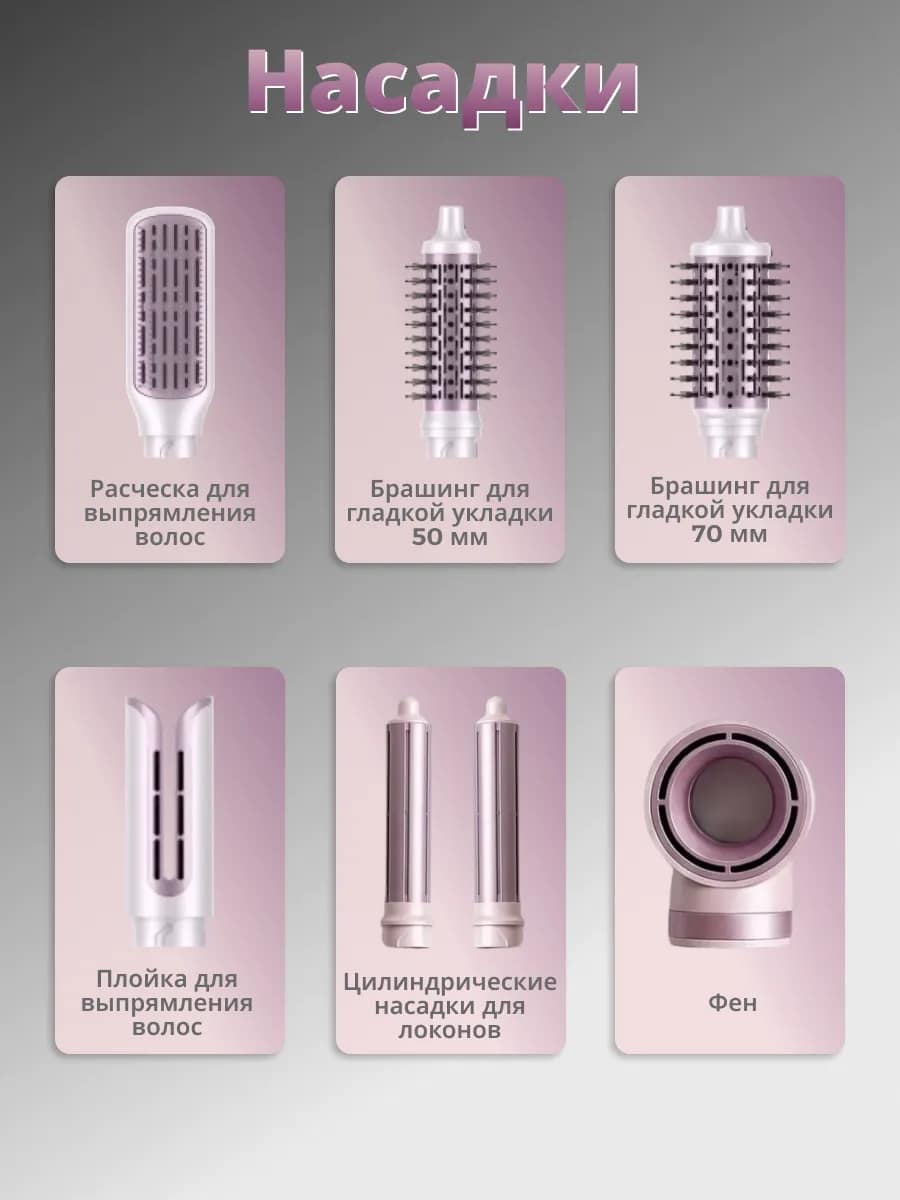 Насадки
Расческа для
выпрямления
волос
Брашинг для
гладкой укладки
50 мм
Брашинг для
гладкой укладки
70 мм
Плойка для
выпрямления
волос
Цилиндрические
насадки для
локонов
Фен